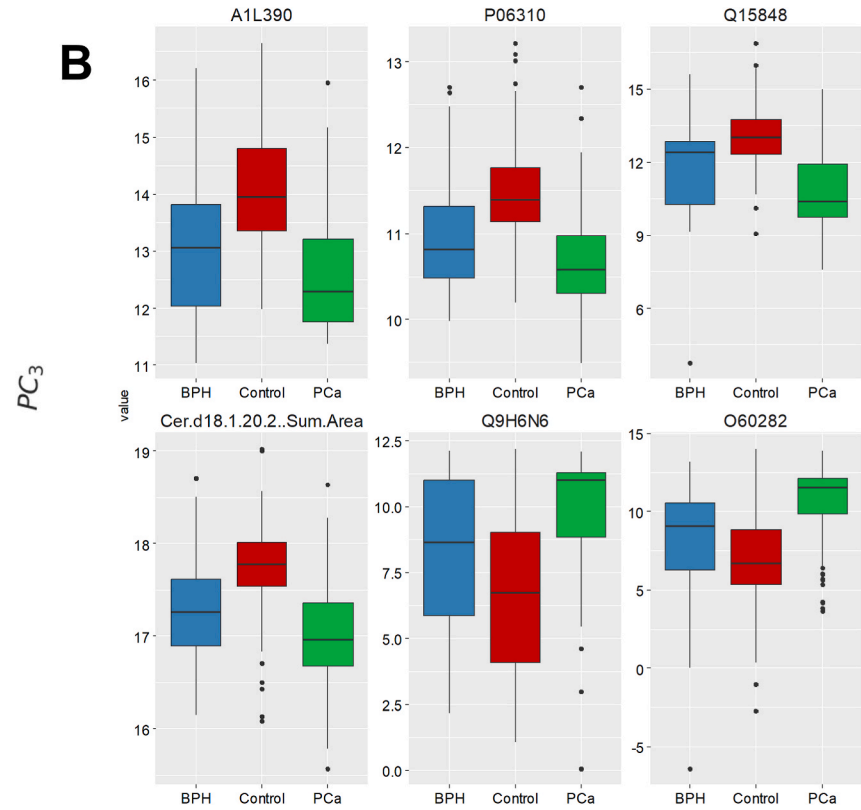 B
A1L390
P06310
Q15848
16
15
14
13
12
11
13
12
11
10
15
12
9
6
BPH Control PCa
BPH Control PCa
BPH Control PCa
PC3
value
Cer.d18.1.20.2..Sum.Area
Q9H6N6
O60282
19
18
17
16
12.5
10.0
7.5
5.0
2.5
0.0
15
10
5
0
-5
BPH Control PCa
BPH Control PCa
BPH Control PCa